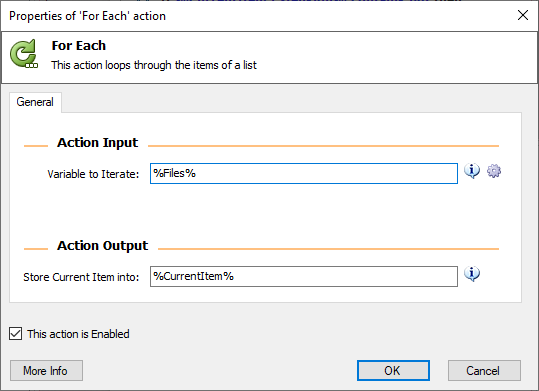 Properties of 'For Each' action
For Each
This action loops through the items of a list
General
Action Input
Variable to Iterate: %Files%
Action Output
Store Current Item into: %CurrentItem%
This action is Enabled
More Info OK Cancel